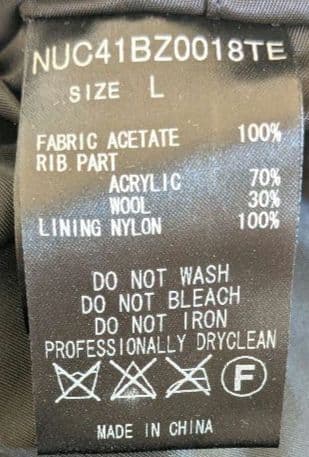 NUC41BZ0018TE
SIZE L
FABRIC ACETATE 100%
RIB PART
ACRYLIC 70%
WOOL 30%
LINING NYLON 100%
DO NOT WASH
DO NOT BLEACH
DO NOT IRON
PROFESSIONALLY DRYCLEAN
F
MADE IN CHINA